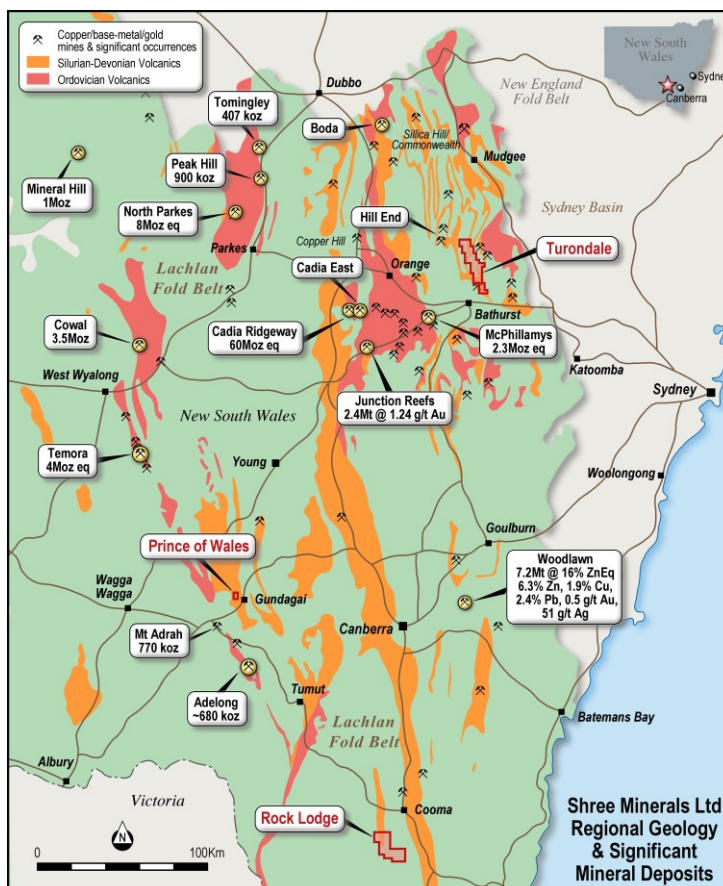 Copper/base-metal/gold
mines & significant occurrences
Silurian-Devonian Volcanics
Ordovician Volcanics
New South
Wales
Sydney
Canberra
New England
Fold Belt
Dubbo
Tomingley
407 koz
Boda
Sillica Hill/
Commonwealth
Mudgee
Peak Hill
900 koz
Mineral Hill
1Moz
North Parkes
8Moz eq
Hill End
Sydney Basin
Parkes
Copper Hill
Turondale
Lachlan
Fold Belt
Cadia East
Orange
Cowal
3.5Moz
Cadia Ridgeway
60Moz eq
Bathurst
McPhillamys
2.3Moz eq
Katoomba
West Wyalong
Sydney
Junction Reefs
2.4Mt @ 1.24 g/t Au
New South Wales
Temora
4Moz eq
Young
Woolongong
Goulburn
Prince of Wales
Woodlawn
7.2Mt @ 16% ZnEq
6.3% Zn, 1.9% Cu,
2.4% Pb, 0.5 g/t Au,
51 g/t Ag
Wagga
Wagga
Gundagai
Canberra
Mt Adrah
770 koz
Adelong
~680 koz
Tumut
Lachlan
Fold Belt
Batemans Bay
Albury
Victoria
Cooma
Rock Lodge
Shree Minerals Ltd
Regional Geology
& Significant
Mineral Deposits
N
0
100Km